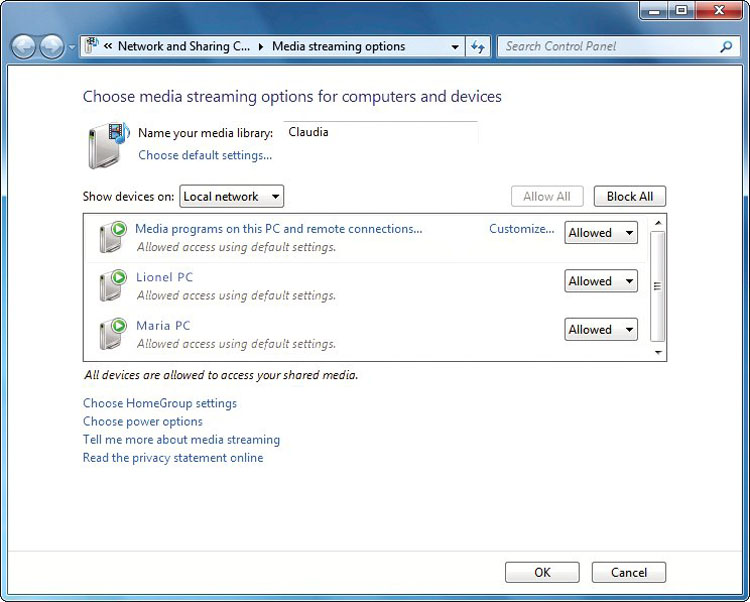 « Network and Sharing C... ▸ Media streaming options
Search Control Panel
Choose media streaming options for computers and devices
Name your media library: Claudia
Choose default settings...
Show devices on: Local network
Allow All Block All
Media programs on this PC and remote connections... Customize... Allowed
Allowed access using default settings.
Lionel PC Allowed
Allowed access using default settings.
Maria PC Allowed
Allowed access using default settings.
All devices are allowed to access your shared media.
Choose HomeGroup settings
Choose power options
Tell me more about media streaming
Read the privacy statement online
OK Cancel